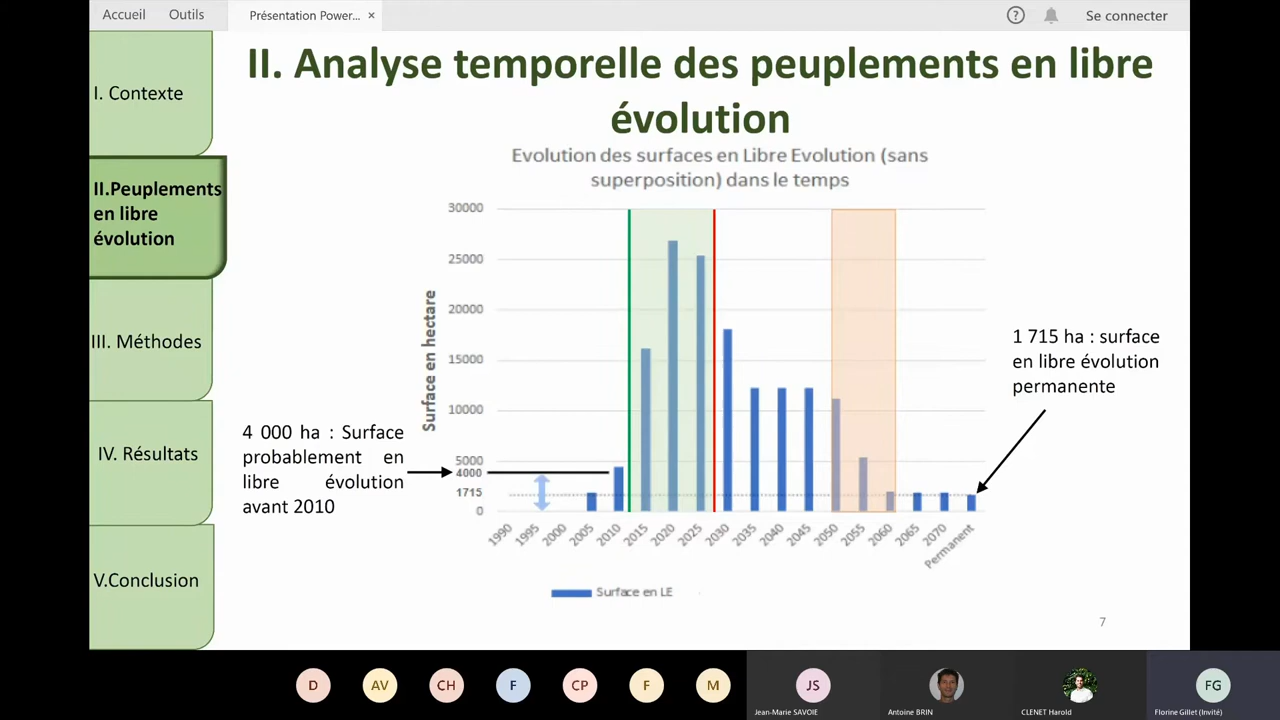 Accueil
Outils
Présentation Power...
×
?
Se connecter
II. Analyse temporelle des peuplements en libre
évolution
I. Contexte
II.Peuplements
en libre
évolution
III. Méthodes
IV. Résultats
V.Conclusion
Evolution des surfaces en Libre Evolution (sans
superposition) dans le temps
Surface en hectare
30000
25000
20000
15000
10000
5000
4000
1715
0
1990
1995
2000
2005
2010
2015
2020
2025
2030
2035
2040
2045
2050
2055
2060
2065
2070
Permanent
Surface en LE
4 000 ha : Surface
probablement en
libre évolution
avant 2010
1 715 ha : surface
en libre évolution
permanente
7
D
AV
CH
F
CP
F
M
JS
FG
Jean-Marie SAVOIE
Antoine BRIN
CLENET Harold
Florine Gillet (Invité)